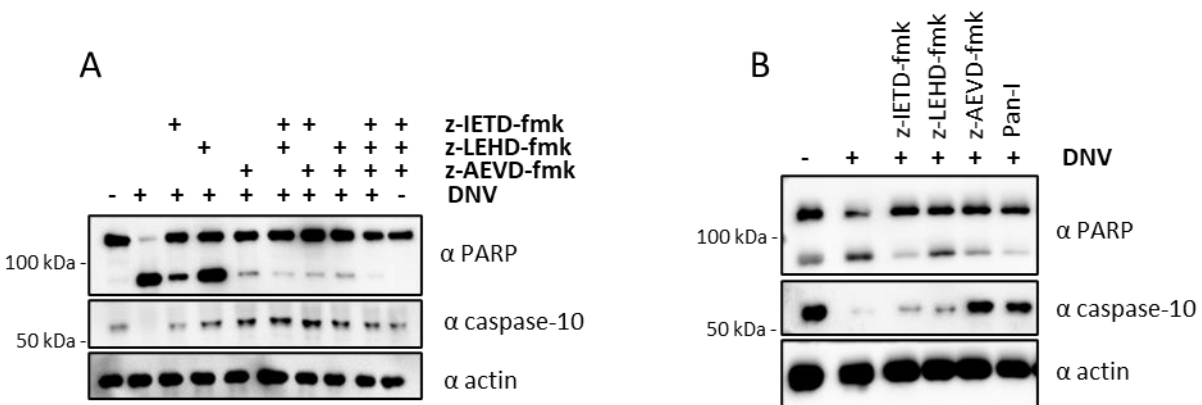 A
+ + + + + z-IETD-fmk
+ + + + + z-LEHD-fmk
+ + + + + z-AEVD-fmk
- + + + + + + + + - DNV
100 kDa -
α PARP
α caspase-10
50 kDa -
α actin
B
z-IETD-fmk
z-LEHD-fmk
z-AEVD-fmk
Pan-I
- + + + + + DNV
100 kDa -
α PARP
α caspase-10
50 kDa -
α actin